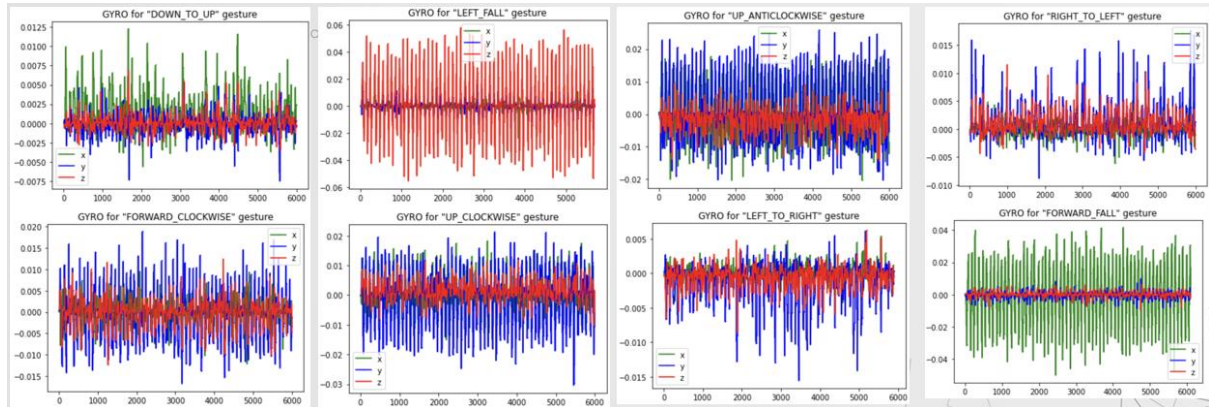 GYRO for "DOWN_TO_UP" gesture
0.0125
0.0100
0.0075
0.0050
0.0025
0.0000
−0.0025
−0.0050
−0.0075
x
y
z
0 1000 2000 3000 4000 5000 6000
GYRO for "LEFT_FALL" gesture
0.06
0.04
0.02
0.00
−0.02
−0.04
−0.06
x
y
z
0 1000 2000 3000 4000 5000
GYRO for "UP_ANTICLOCKWISE" gesture
0.02
0.01
0.00
−0.01
−0.02
x
y
z
0 1000 2000 3000 4000 5000 6000
GYRO for "RIGHT_TO_LEFT" gesture
0.015
0.010
0.005
0.000
−0.005
−0.010
x
y
z
0 1000 2000 3000 4000 5000 6000
GYRO for "FORWARD_CLOCKWISE" gesture
0.020
0.015
0.010
0.005
0.000
−0.005
−0.010
−0.015
x
y
z
0 1000 2000 3000 4000 5000 6000
GYRO for "UP_CLOCKWISE" gesture
0.02
0.01
0.00
−0.01
−0.02
−0.03
x
y
z
0 1000 2000 3000 4000 5000 6000
GYRO for "LEFT_TO_RIGHT" gesture
0.005
0.000
−0.005
−0.010
−0.015
x
y
z
0 1000 2000 3000 4000 5000 6000
GYRO for "FORWARD_FALL" gesture
0.04
0.02
0.00
−0.02
−0.04
x
y
z
0 1000 2000 3000 4000 5000 6000